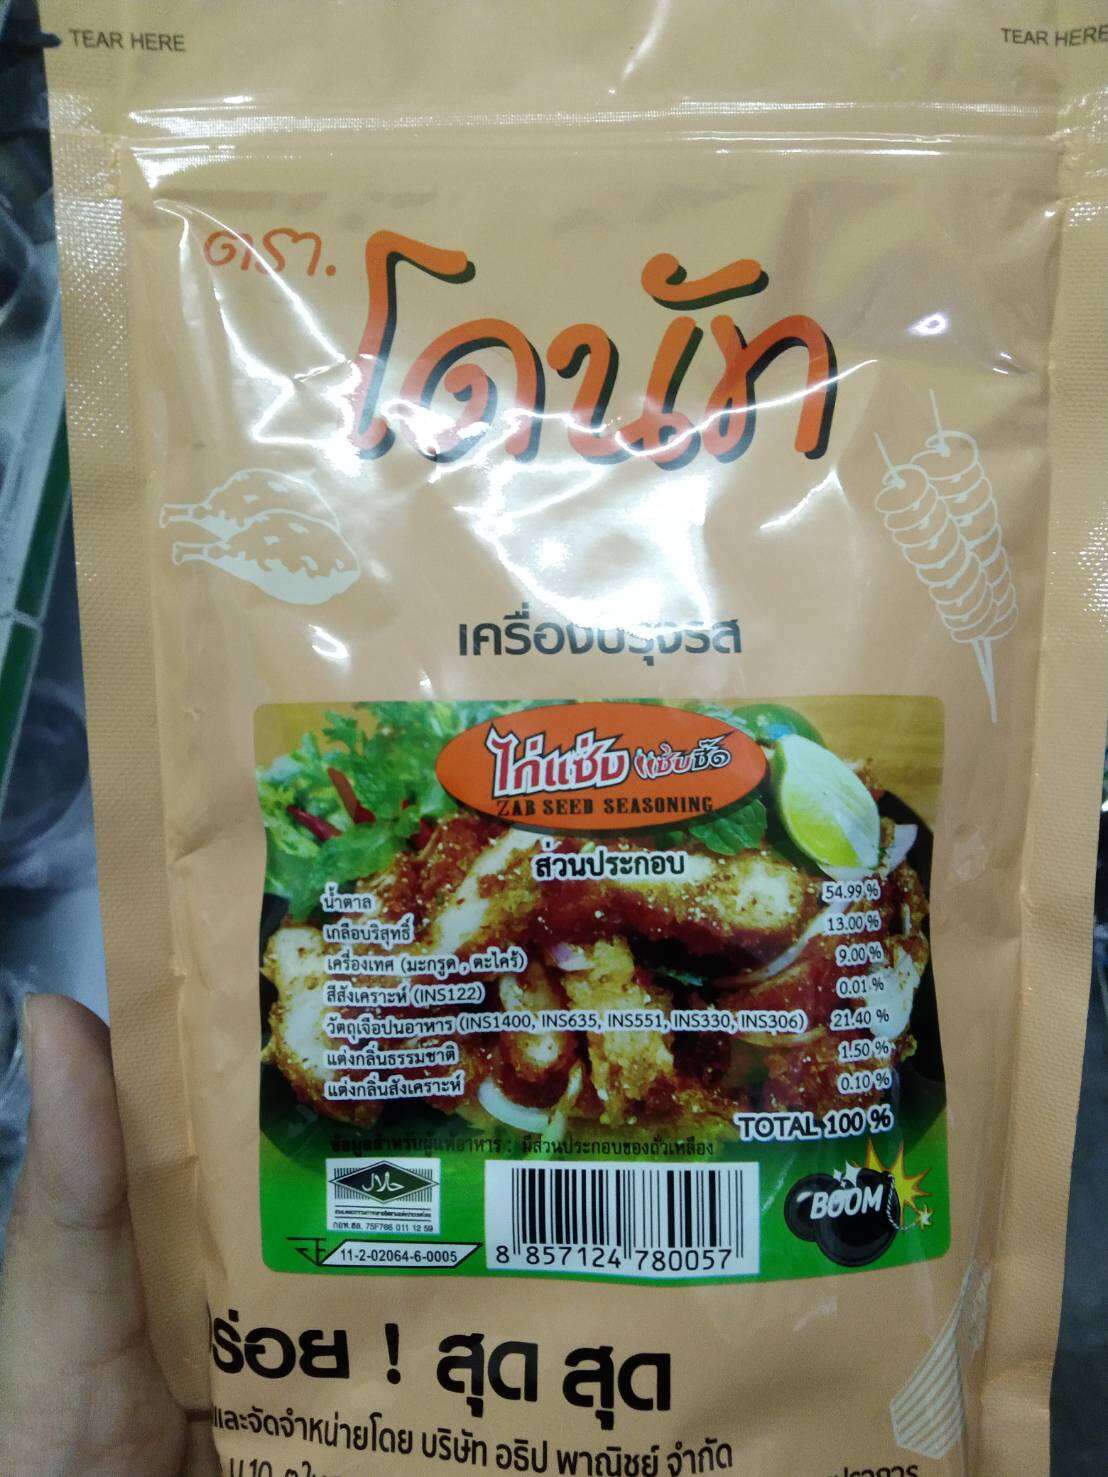 TEAR HERE
TEAR HERE
ตรา.
โดนัท
เครื่องปรุงรส
ไก่แซ่บ
ZAB SEED SEASONING
ส่วนประกอบ
น้ำตาล 54.99 %
เกลือบริสุทธิ์ 13.00 %
เครื่องเทศ (มะกรูด , ตะไคร้) 9.00 %
สีสังเคราะห์ (INS122) 0.01 %
วัตถุเจือปนอาหาร (INS1400, INS635, INS551, INS330, INS306) 21.40 %
แต่งกลิ่นธรรมชาติ 1.50 %
แต่งกลิ่นสังเคราะห์ 0.10 %
TOTAL 100 %
ข้อมูลสำหรับผู้แพ้อาหาร : มีส่วนประกอบของถั่วเหลือง
حلال
กอท.ฮล. 75F766 011 12 59
11-2-02064-6-0005
8 857124 780057
BOOM
ร่อย ! สุด สุด
และจัดจำหน่ายโดย บริษัท อธิป พาณิชย์ จำกัด
ม.10